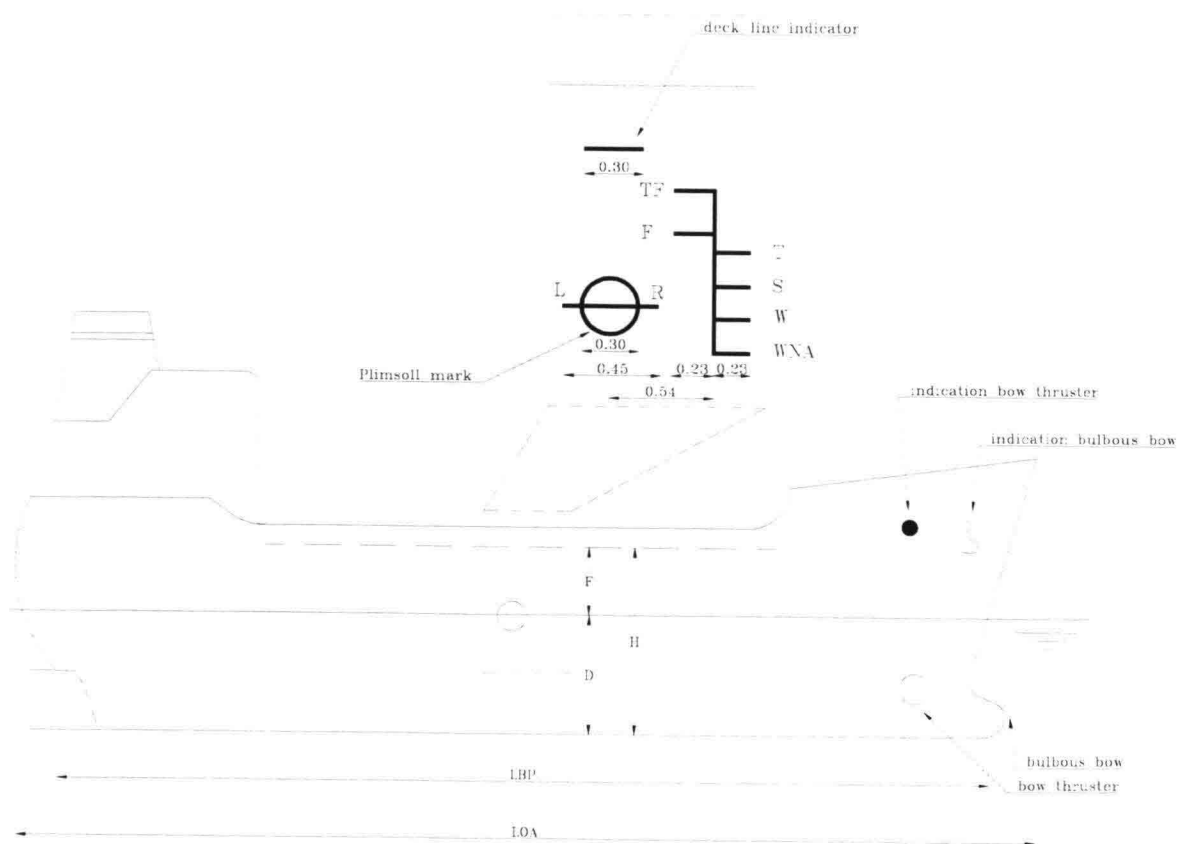 deck line indicator
0.30
TF
F
T
S
L R
W
WNA
0.30
Plimsoll mark
0.45 0.23 0.23
0.54
indication bow thruster
indication bulbous bow
F
H
D
LBP
bulbous bow
bow thruster
LOA